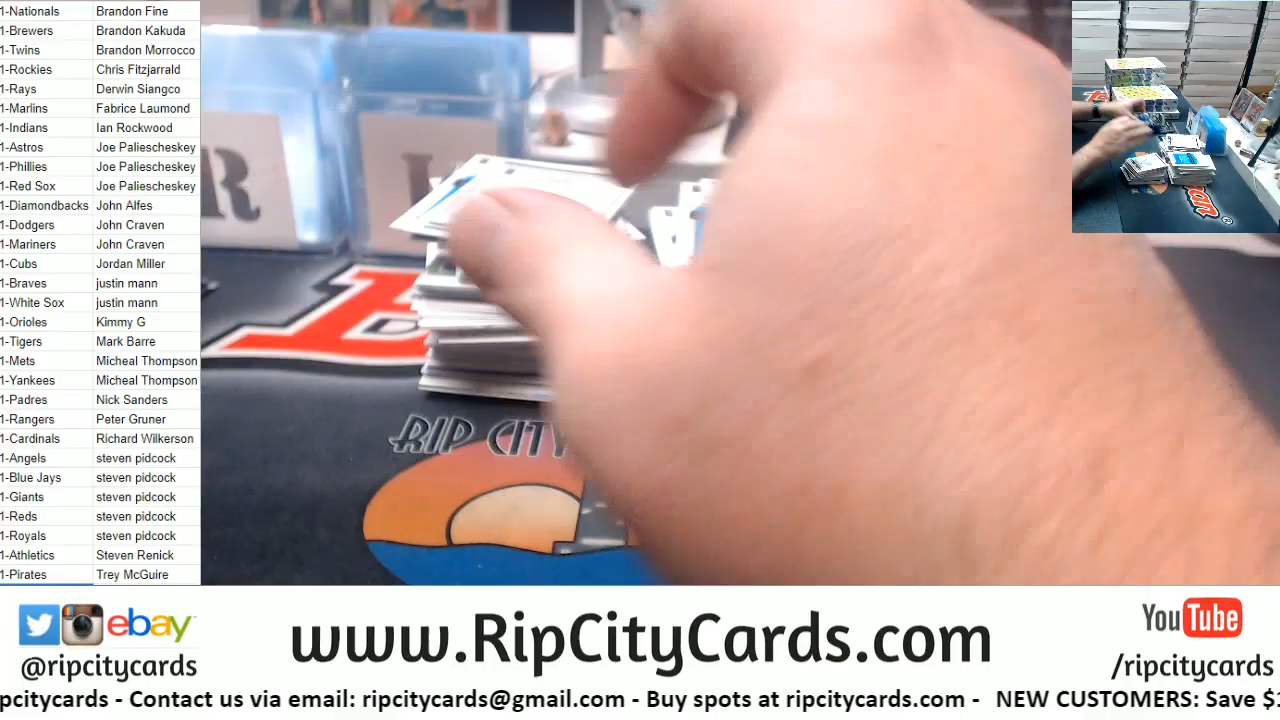 1-Nationals Brandon Fine
1-Brewers Brandon Kakuda
1-Twins Brandon Morrocco
1-Rockies Chris Fitzjarrald
1-Rays Derwin Siangco
1-Marlins Fabrice Laumond
1-Indians Ian Rockwood
1-Astros Joe Paliescheskey
1-Phillies Joe Paliescheskey
1-Red Sox Joe Paliescheskey
1-Diamondbacks John Alfes
1-Dodgers John Craven
1-Mariners John Craven
1-Cubs Jordan Miller
1-Braves justin mann
1-White Sox justin mann
1-Orioles Kimmy G
1-Tigers Mark Barre
1-Mets Micheal Thompson
1-Yankees Micheal Thompson
1-Padres Nick Sanders
1-Rangers Peter Gruner
1-Cardinals Richard Wilkerson
1-Angels steven pidcock
1-Blue Jays steven pidcock
1-Giants steven pidcock
1-Reds steven pidcock
1-Royals steven pidcock
1-Athletics Steven Renick
1-Pirates Trey McGuire
RIP CITY
ebay
@ripcitycards
www.RipCityCards.com
YouTube
/ripcitycards
pcitycards - Contact us via email: ripcitycards@gmail.com - Buy spots at ripcitycards.com - NEW CUSTOMERS: Save $